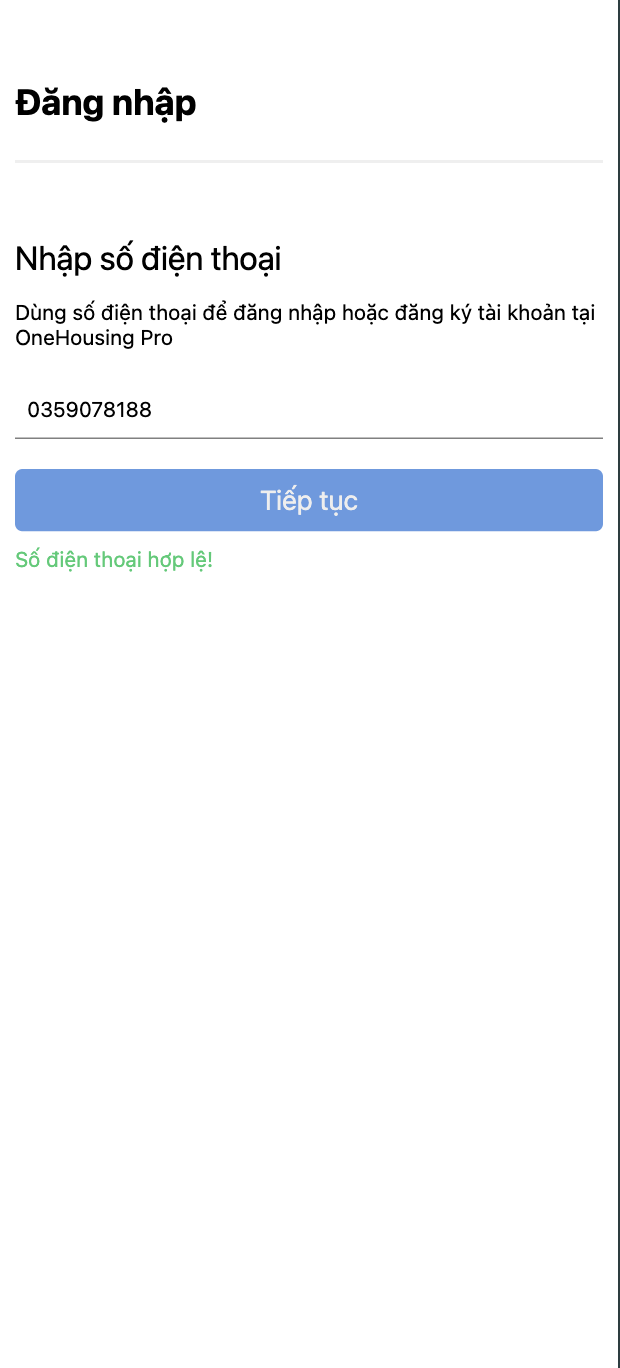 Đăng nhập
Nhập số điện thoại
Dùng số điện thoại để đăng nhập hoặc đăng ký tài khoản tại
OneHousing Pro
0359078188
Tiếp tục
Số điện thoại hợp lệ!